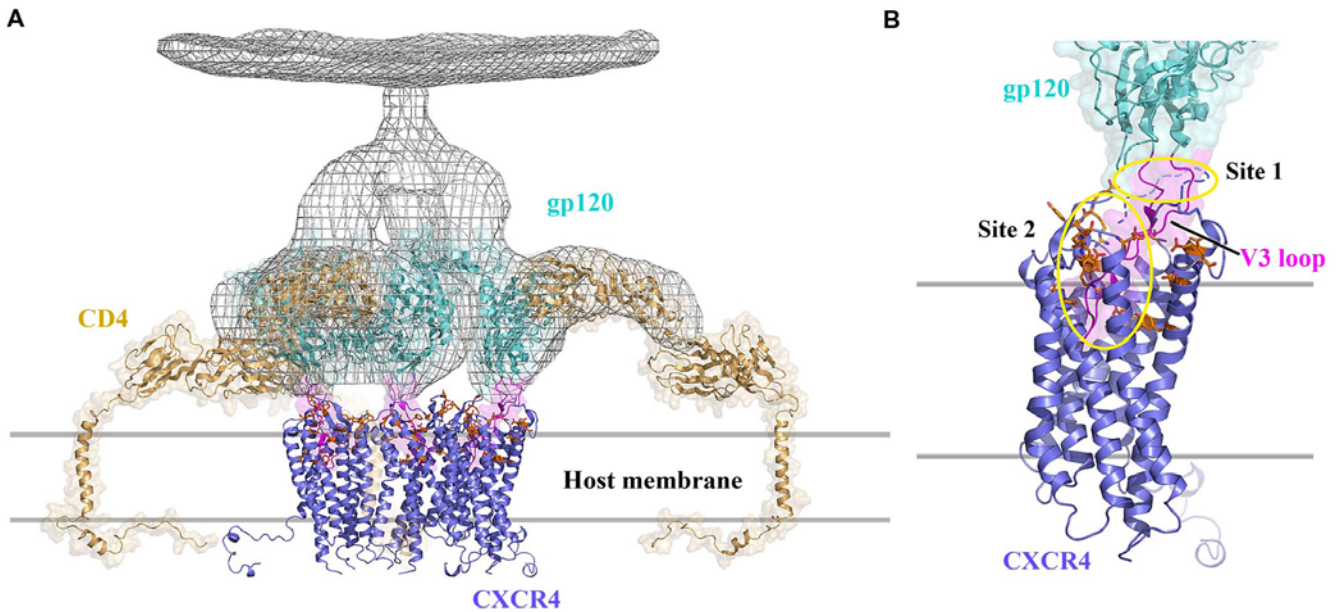 A
gp120
CD4
Host membrane
CXCR4
B
gp120
Site 1
Site 2
V3 loop
CXCR4